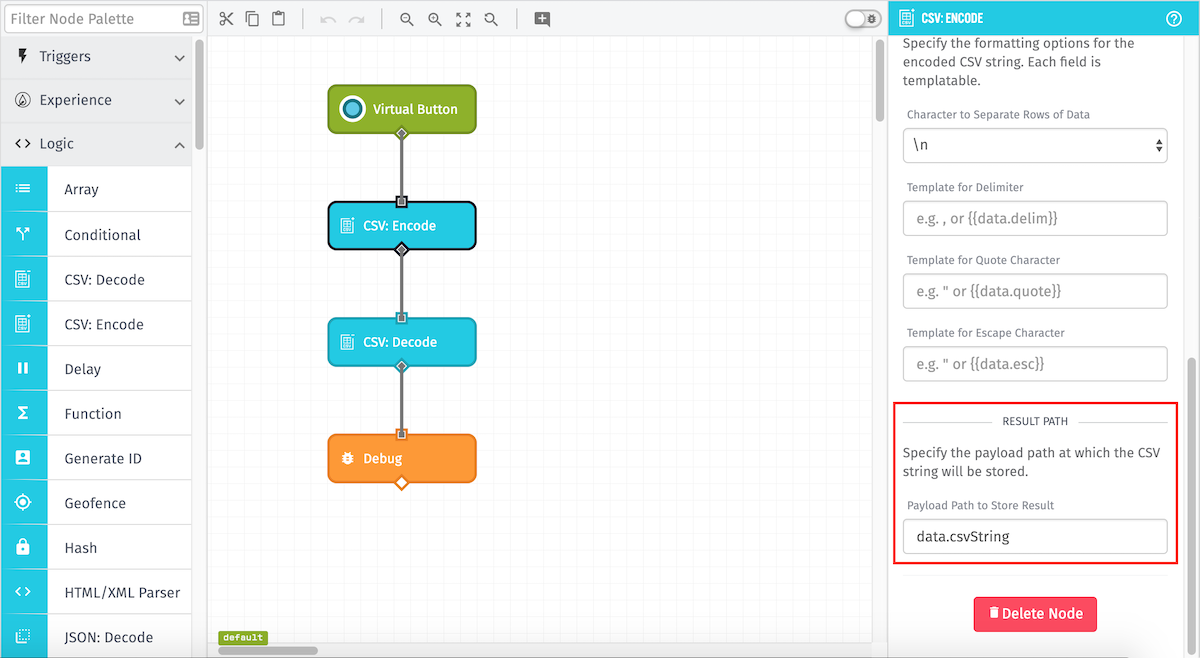 Filter Node Palette
Triggers
Experience
Logic
Array
Conditional
CSV: Decode
CSV: Encode
Delay
Function
Generate ID
Geofence
Hash
HTML/XML Parser
JSON: Decode
Virtual Button
CSV: Encode
CSV: Decode
Debug
default
CSV: ENCODE
Specify the formatting options for the
encoded CSV string. Each field is
templatable.
Character to Separate Rows of Data
\n
Template for Delimiter
e.g. , or {{data.delim}}
Template for Quote Character
e.g. " or {{data.quote}}
Template for Escape Character
e.g. " or {{data.esc}}
RESULT PATH
Specify the payload path at which the CSV
string will be stored.
Payload Path to Store Result
data.csvString
Delete Node